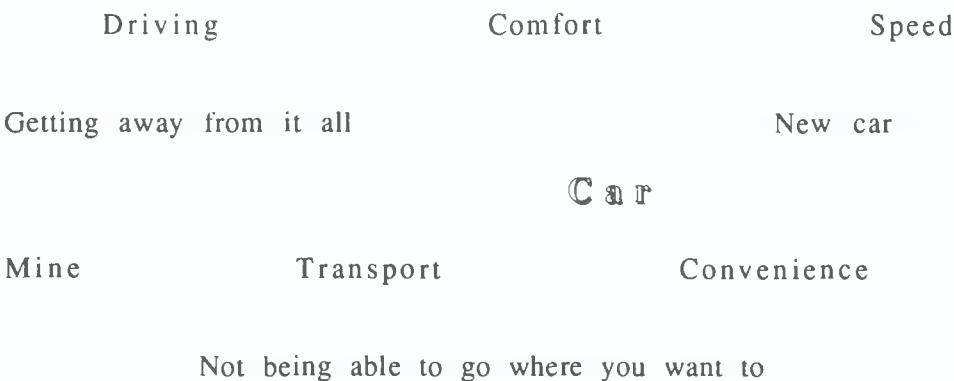 Driving Comfort Speed
Getting away from it all New car
Car
Mine Transport Convenience
Not being able to go where you want to